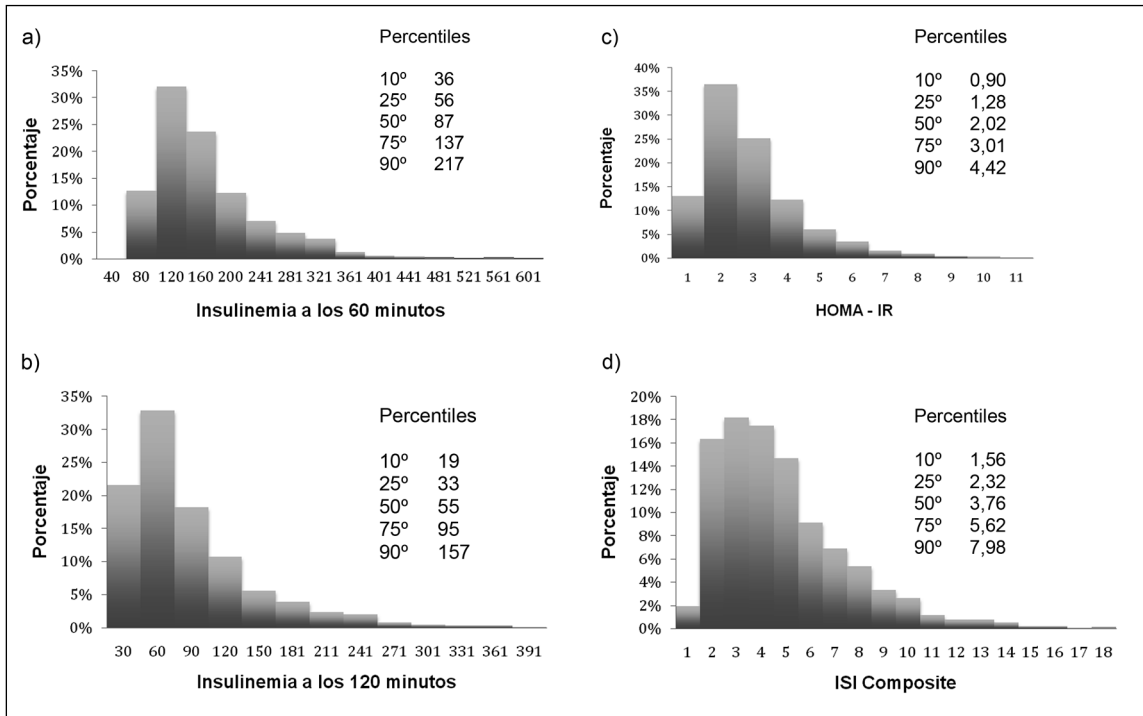 a)
Percentiles
10º 36
25º 56
50º 87
75º 137
90º 217
35%
30%
25%
20%
15%
10%
5%
0%
Porcentaje
40 80 120 160 200 241 281 321 361 401 441 481 521 561 601
Insulinemia a los 60 minutos
c)
Percentiles
10º 0,90
25º 1,28
50º 2,02
75º 3,01
90º 4,42
40%
35%
30%
25%
20%
15%
10%
5%
0%
Porcentaje
1 2 3 4 5 6 7 8 9 10 11
HOMA - IR
b)
Percentiles
10º 19
25º 33
50º 55
75º 95
90º 157
35%
30%
25%
20%
15%
10%
5%
0%
Porcentaje
30 60 90 120 150 181 211 241 271 301 331 361 391
Insulinemia a los 120 minutos
d)
Percentiles
10º 1,56
25º 2,32
50º 3,76
75º 5,62
90º 7,98
20%
18%
16%
14%
12%
10%
8%
6%
4%
2%
0%
Porcentaje
1 2 3 4 5 6 7 8 9 10 11 12 13 14 15 16 17 18
ISI Composite